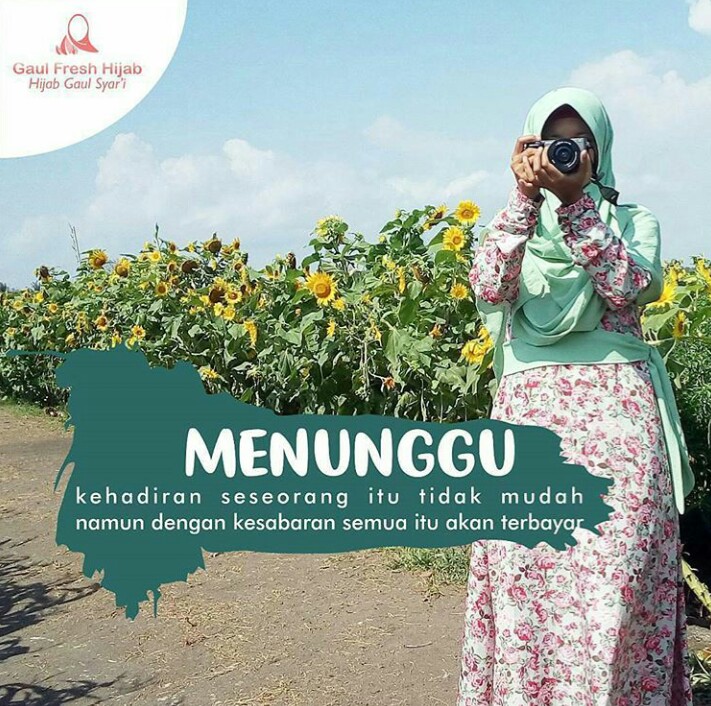 Gaul Fresh Hijab
Hijab Gaul Syar'i
MENUNGGU
kehadiran seseorang itu tidak mudah
namun dengan kesabaran semua itu akan terbayar